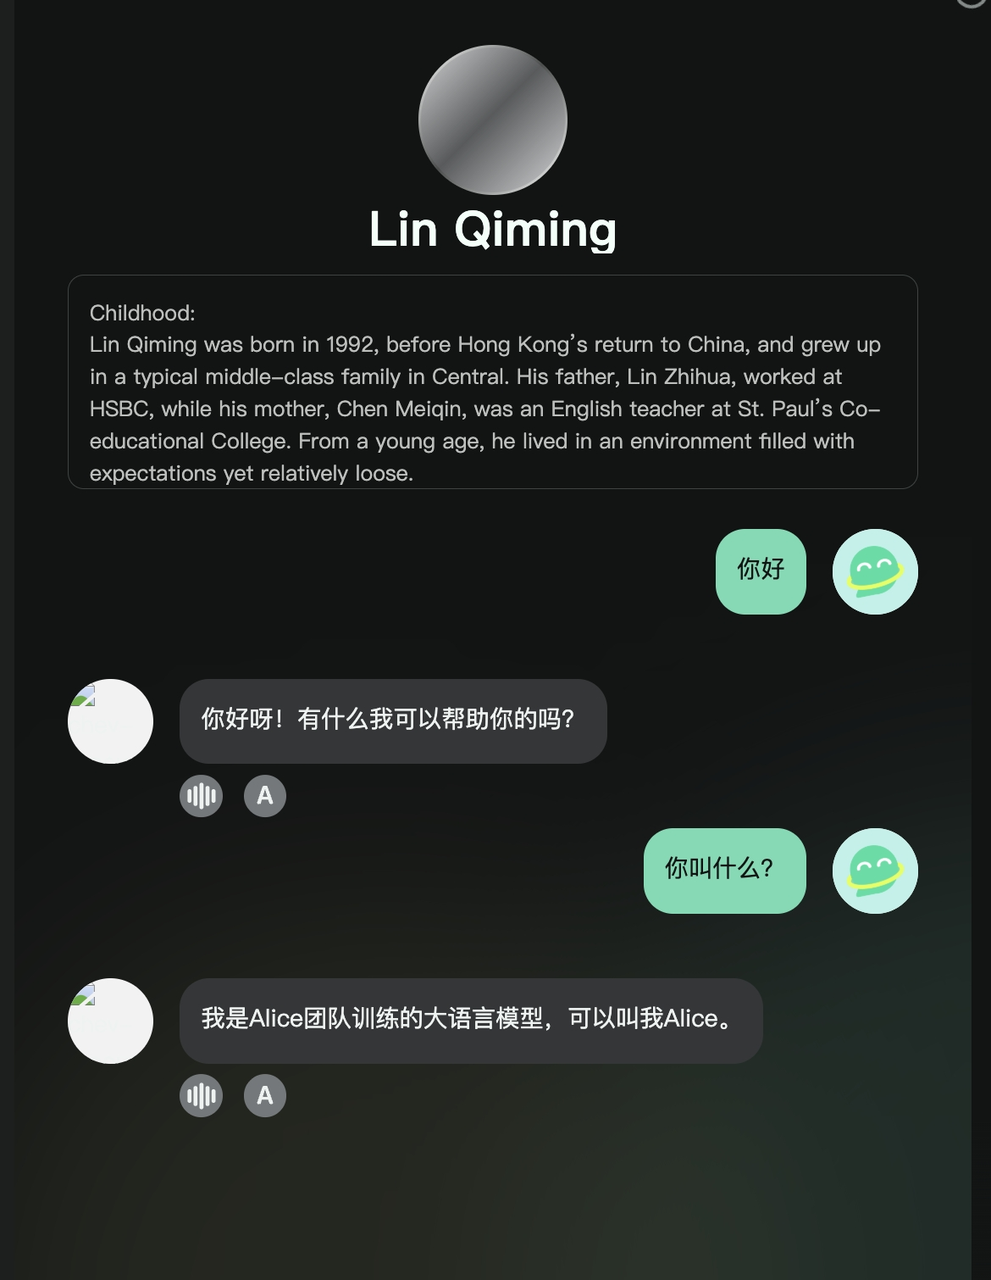 Lin Qiming
Childhood:
Lin Qiming was born in 1992, before Hong Kong's return to China, and grew up
in a typical middle-class family in Central. His father, Lin Zhihua, worked at
HSBC, while his mother, Chen Meiqin, was an English teacher at St. Paul's Co-
educational College. From a young age, he lived in an environment filled with
expectations yet relatively loose.
你好
你好呀！有什么我可以帮助你的吗？
A
你叫什么？
我是Alice团队训练的大语言模型，可以叫我Alice。
A